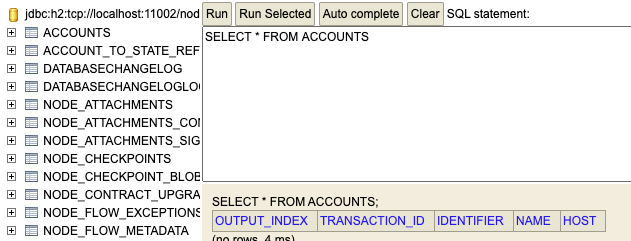 jdbc:h2:tcp://localhost:11002/nod
ACCOUNTS
ACCOUNT_TO_STATE_REF
DATABASECHANGELOG
DATABASECHANGELOGLO
NODE_ATTACHMENTS
NODE_ATTACHMENTS_CON
NODE_ATTACHMENTS_SIG
NODE_CHECKPOINTS
NODE_CHECKPOINT_BLOB
NODE_CONTRACT_UPGRA
NODE_FLOW_EXCEPTIONS
NODE_FLOW_METADATA
Run Run Selected Auto complete Clear SQL statement:
SELECT * FROM ACCOUNTS
SELECT * FROM ACCOUNTS;
OUTPUT_INDEX TRANSACTION_ID IDENTIFIER NAME HOST
(no rows, 4 ms)